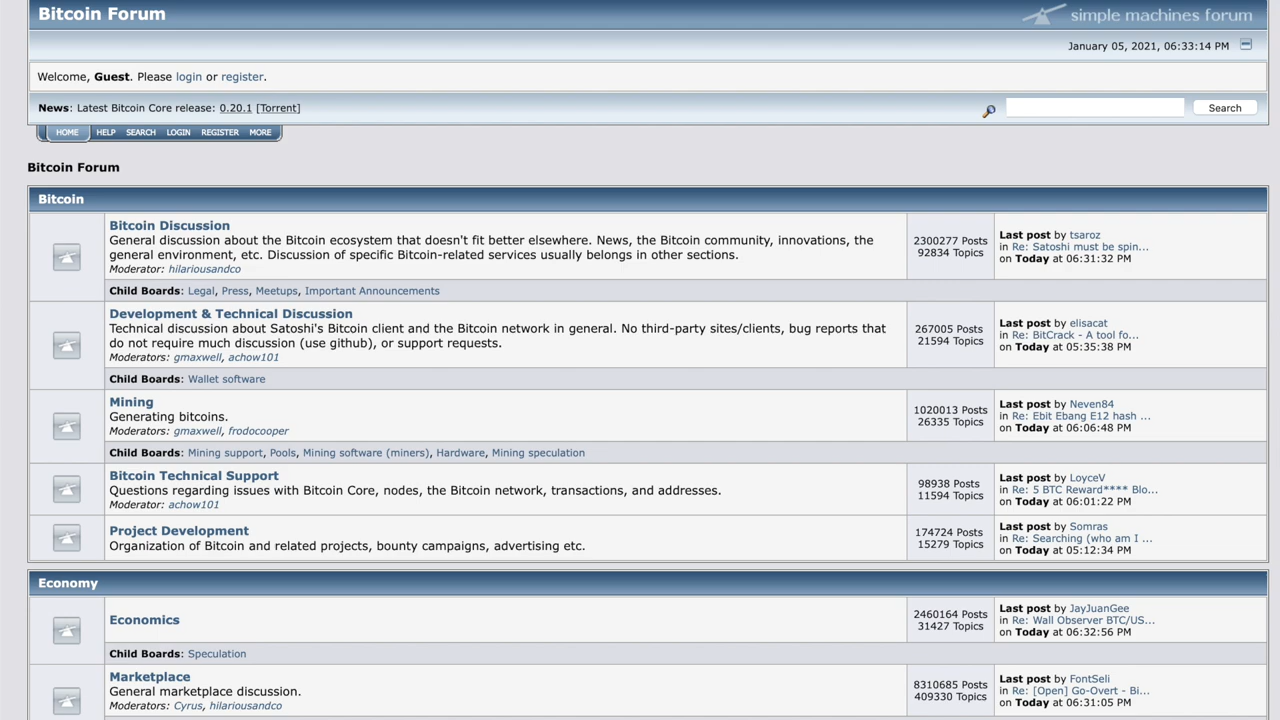 Bitcoin Forum
simple machines forum
January 05, 2021, 06:33:14 PM
Welcome, Guest. Please login or register.
News: Latest Bitcoin Core release: 0.20.1 [Torrent]
Search
HOME HELP SEARCH LOGIN REGISTER MORE
Bitcoin Forum
Bitcoin
Bitcoin Discussion
General discussion about the Bitcoin ecosystem that doesn't fit better elsewhere. News, the Bitcoin community, innovations, the
general environment, etc. Discussion of specific Bitcoin-related services usually belongs in other sections.
Moderator: hilariousandco
2300277 Posts
92834 Topics
Last post by tsaroz
in Re: Satoshi must be spin...
on Today at 06:31:32 PM
Child Boards: Legal, Press, Meetups, Important Announcements
Development & Technical Discussion
Technical discussion about Satoshi's Bitcoin client and the Bitcoin network in general. No third-party sites/clients, bug reports that
do not require much discussion (use github), or support requests.
Moderators: gmaxwell, achow101
267005 Posts
21594 Topics
Last post by elisacat
in Re: BitCrack - A tool fo...
on Today at 05:35:38 PM
Child Boards: Wallet software
Mining
Generating bitcoins.
Moderators: gmaxwell, frodocooper
1020013 Posts
26335 Topics
Last post by Neven84
in Re: Ebit Ebang E12 hash ...
on Today at 06:06:48 PM
Child Boards: Mining support, Pools, Mining software (miners), Hardware, Mining speculation
Bitcoin Technical Support
Questions regarding issues with Bitcoin Core, nodes, the Bitcoin network, transactions, and addresses.
Moderator: achow101
98938 Posts
11594 Topics
Last post by LoyceV
in Re: 5 BTC Reward**** Blo...
on Today at 06:01:22 PM
Project Development
Organization of Bitcoin and related projects, bounty campaigns, advertising etc.
174724 Posts
15279 Topics
Last post by Somras
in Re: Searching (who am I ...
on Today at 05:12:34 PM
Economy
Economics
2460164 Posts
31427 Topics
Last post by JayJuanGee
in Re: Wall Observer BTC/US...
on Today at 06:32:56 PM
Child Boards: Speculation
Marketplace
General marketplace discussion.
Moderators: Cyrus, hilariousandco
8310685 Posts
409330 Topics
Last post by FontSeli
in Re: [Open] Go-Overt - Bi...
on Today at 06:31:05 PM